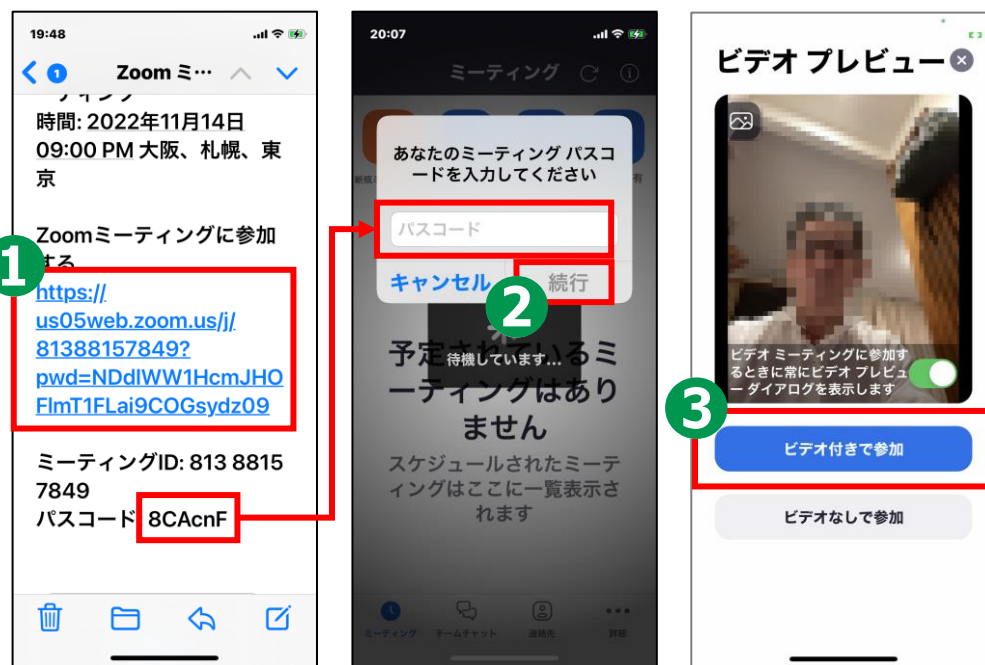 19:48
1
Zoom ミ…
ーティング
時間: 2022年11月14日
09:00 PM 大阪、札幌、東
京
Zoomミーティングに参加
する
1
https://
us05web.zoom.us/j/
81388157849?
pwd=NDdlWW1HcmJHO
FlmT1FLai9COGsydz09
ミーティングID: 813 8815
7849
パスコード: 8CAcnF
20:07
ミーティング
あなたのミーティング パスコ
ードを入力してください
パスコード
キャンセル
続行
2
待機しています...
予定されているミ
ーティングはあり
ません
スケジュールされたミーテ
ィングはここに一覧表示さ
れます
ミーティング
チームチャット
連絡先
詳細
ビデオ プレビュー
ビデオ ミーティングに参加す
るときに常にビデオ プレビュ
ー ダイアログを表示します
3
ビデオ付きで参加
ビデオなしで参加